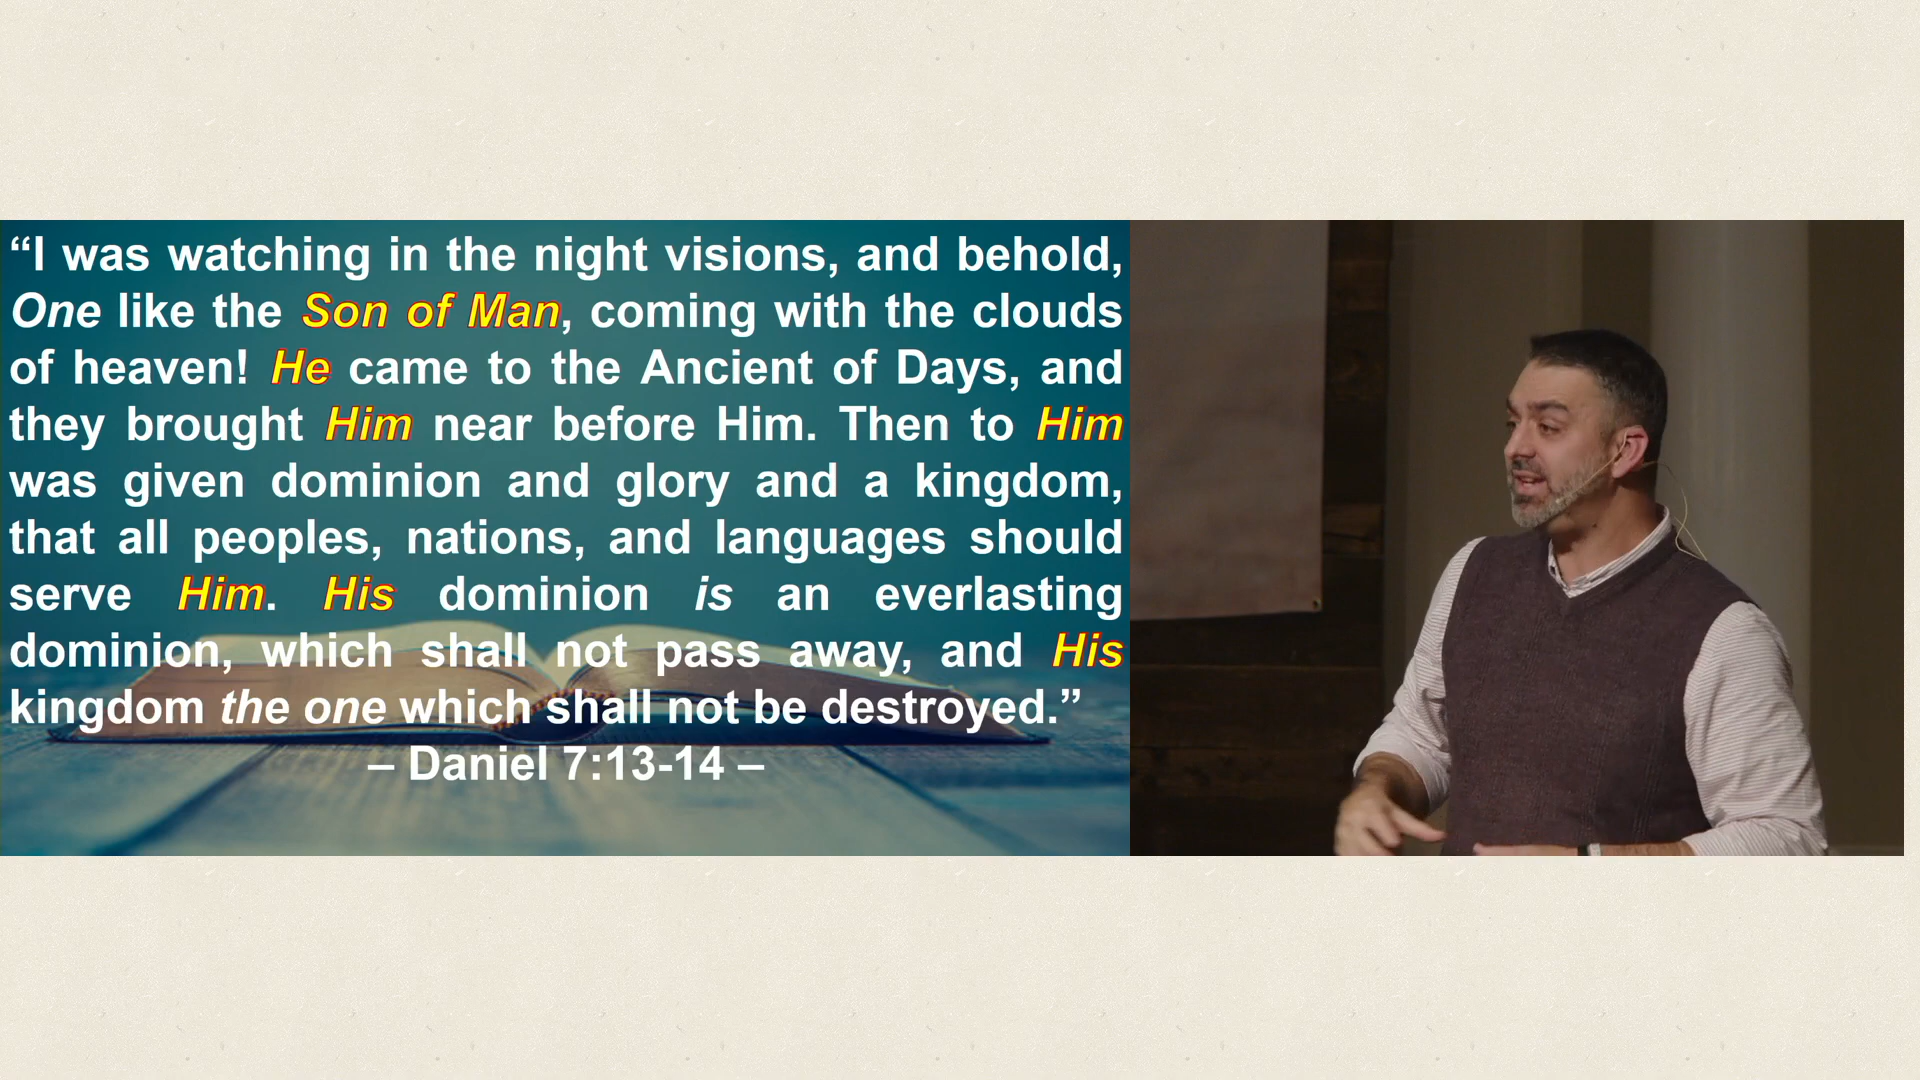 “I was watching in the night visions, and behold,
One like the Son of Man, coming with the clouds
of heaven! He came to the Ancient of Days, and
they brought Him near before Him. Then to Him
was given dominion and glory and a kingdom,
that all peoples, nations, and languages should
serve Him. His dominion is an everlasting
dominion, which shall not pass away, and His
kingdom the one which shall not be destroyed.”
– Daniel 7:13-14 –